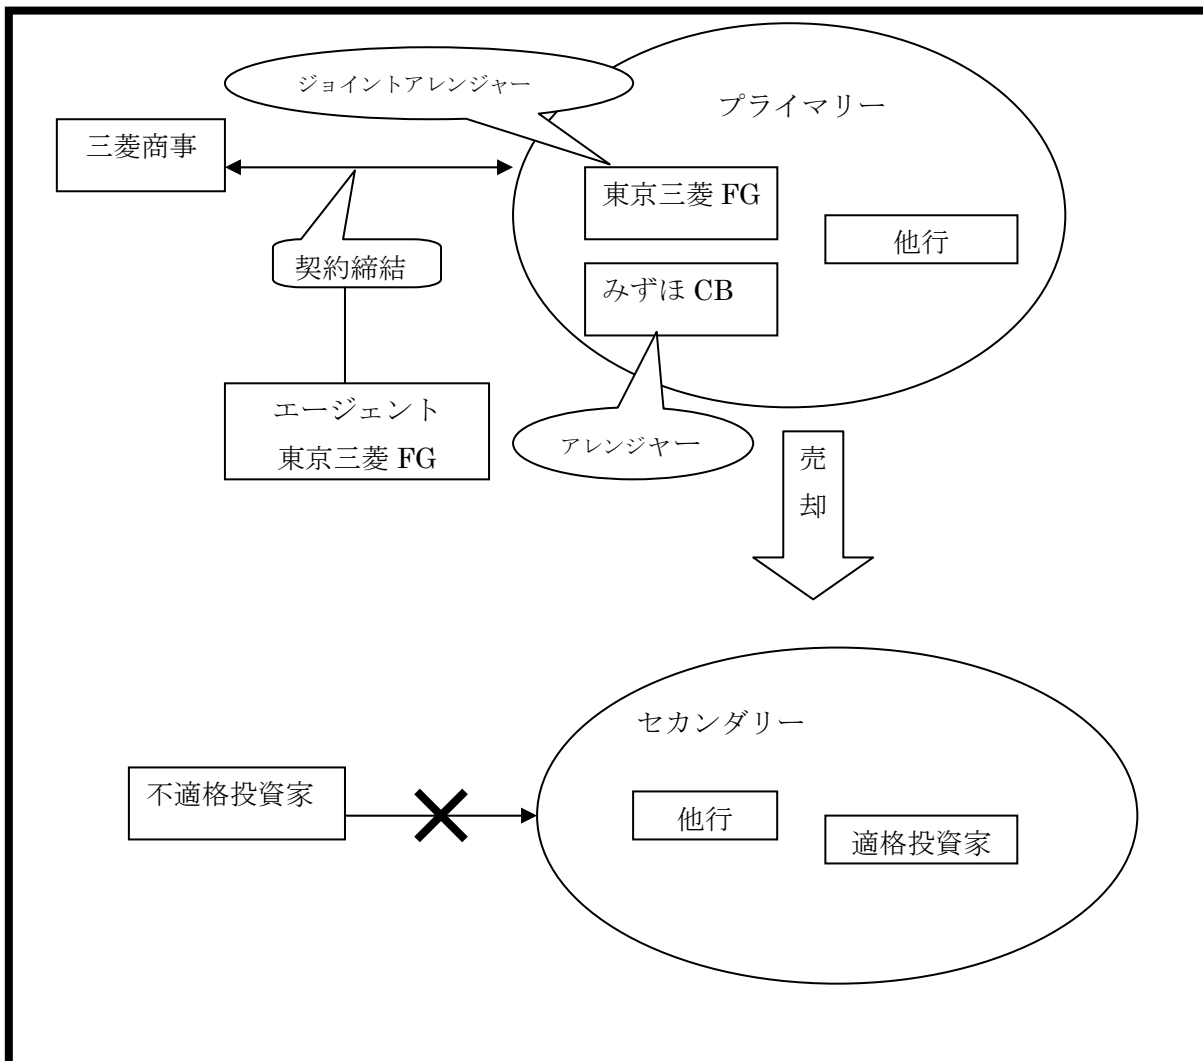 ジョイントアレンジャー
プライマリー
三菱商事
東京三菱 FG
他行
契約締結
みずほ CB
エージェント
東京三菱 FG
アレンジャー
売
却
セカンダリー
不適格投資家
他行
適格投資家